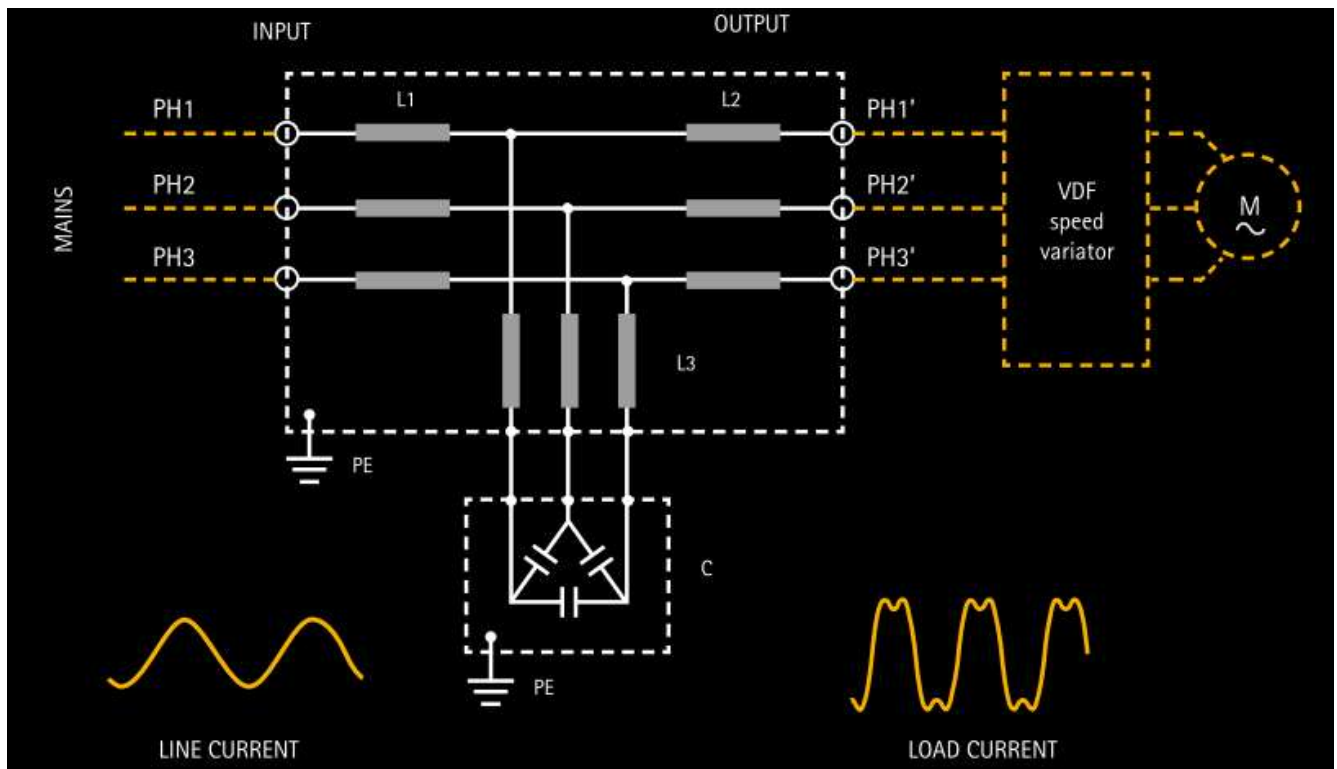 INPUT
OUTPUT
L1
L2
PH1
PH1'
PH2
PH2'
PH3
PH3'
MAINS
VDF
speed
variator
M
L3
PE
C
PE
LINE CURRENT
LOAD CURRENT